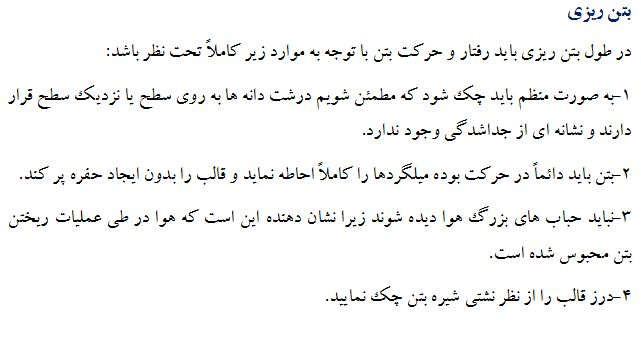 بتن ریزی
در طول بتن ریزی باید رفتار و حرکت بتن با توجه به موارد زیر کاملاً تحت نظر باشد:
۱-به صورت منظم باید چک شود که مطمئن شویم درشت دانه ها به روی سطح یا نزدیک سطح قرار
دارند و نشانه ای از جداشدگی وجود ندارد.
۲-بتن باید دائماً در حرکت بوده میلگردها را کاملاً احاطه نماید و قالب را بدون ایجاد حفره پر کند.
۳-نباید حباب های بزرگ هوا دیده شوند زیرا نشان دهنده این است که هوا در طی عملیات ریختن
بتن محبوس شده است.
۴-درز قالب را از نظر نشتی شیره بتن چک نمایید.